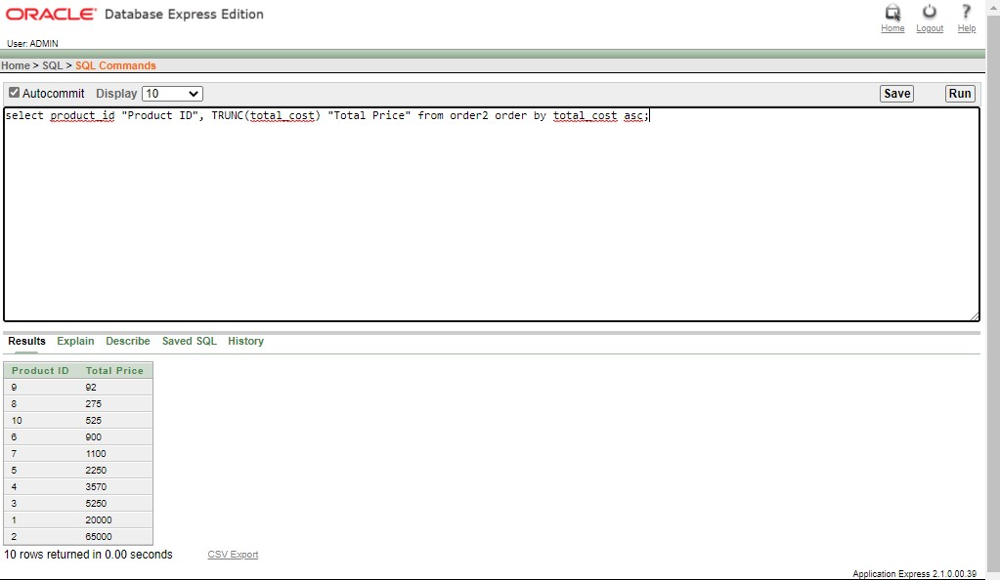 ORACLE Database Express Edition
Home Logout Help
User: ADMIN
Home > SQL > SQL Commands
Autocommit Display 10 Save Run
select product_id "Product ID", TRUNC(total_cost) "Total Price" from order2 order by total_cost asc;
Results Explain Describe Saved SQL History
Product ID Total Price
9 92
8 275
10 525
6 900
7 1100
5 2250
4 3570
3 5250
1 20000
2 65000
10 rows returned in 0.00 seconds CSV Export
Application Express 2.1.0.00.39